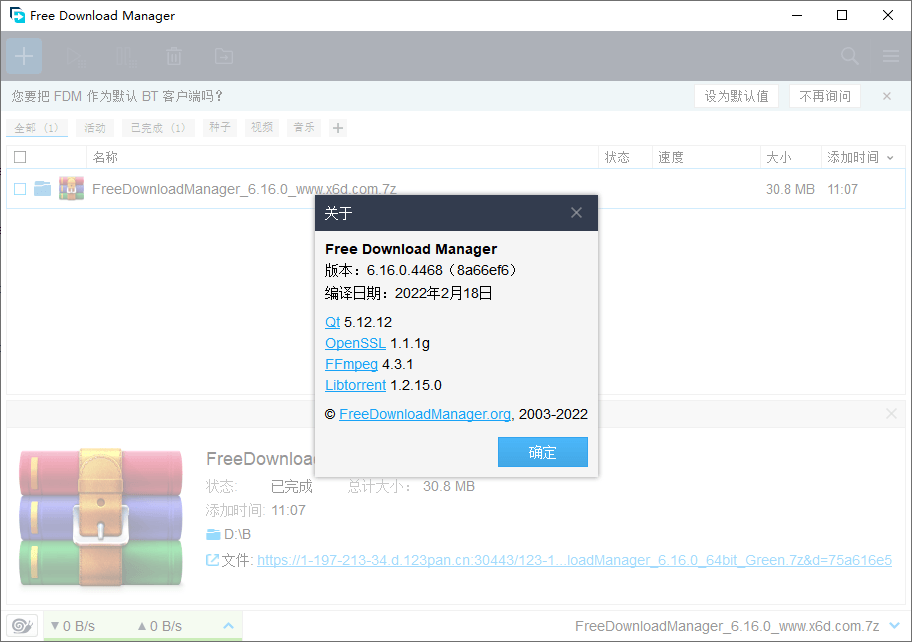 Free Download Manager
您要把 FDM 作为默认 BT 客户端吗？ 设为默认值 不再询问
全部 (1) 活动 已完成 (1) 种子 视频 音乐
名称 状态 速度 大小 添加时间
FreeDownloadManager_6.16.0_www.x6d.com.7z 30.8 MB 11:07
关于
Free Download Manager
版本：6.16.0.4468（8a66ef6）
编译日期：2022年2月18日
Qt 5.12.12
OpenSSL 1.1.1g
FFmpeg 4.3.1
Libtorrent 1.2.15.0
© FreeDownloadManager.org, 2003-2022
确定
FreeDownloa
状态: 已完成 总计大小: 30.8 MB
添加时间: 11:07
D:\B
文件: https://1-197-213-34.d.123pan.cn:30443/123-1...loadManager_6.16.0_64bit_Green.7z&d=75a616e5
▼0 B/s ▲0 B/s FreeDownloadManager_6.16.0_www.x6d.com.7z